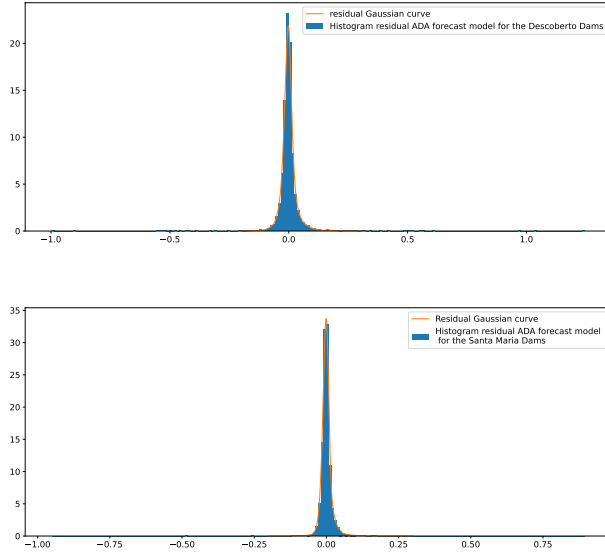 residual Gaussian curve
Histogram residual ADA forecast model for the Descoberto Dams
20
15
10
5
0
−1.0 −0.5 0.0 0.5 1.0
35
Residual Gaussian curve
Histogram residual ADA forecast model
for the Santa Maria Dams
30
25
20
15
10
5
0
−1.00 −0.75 −0.50 −0.25 0.00 0.25 0.50 0.75